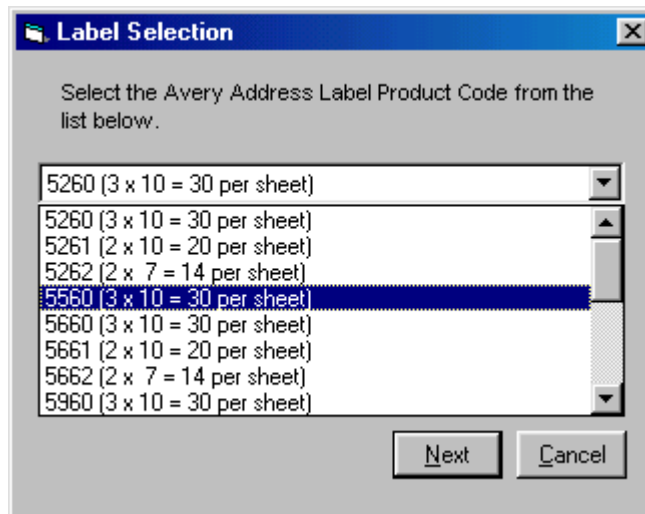 Label Selection
Select the Avery Address Label Product Code from the
list below.
5260 (3 x 10 = 30 per sheet)
5260 (3 x 10 = 30 per sheet)
5261 (2 x 10 = 20 per sheet)
5262 (2 x  7 = 14 per sheet)
5560 (3 x 10 = 30 per sheet)
5660 (3 x 10 = 30 per sheet)
5661 (2 x 10 = 20 per sheet)
5662 (2 x  7 = 14 per sheet)
5960 (3 x 10 = 30 per sheet)
Next Cancel